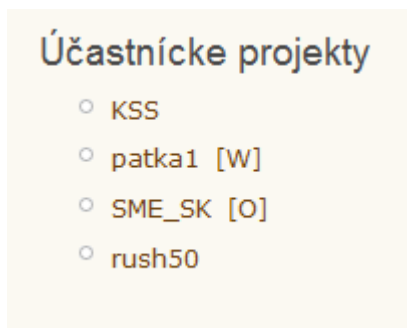 Účastnícke projekty
KSS
patka1 [W]
SME_SK [O]
rush50